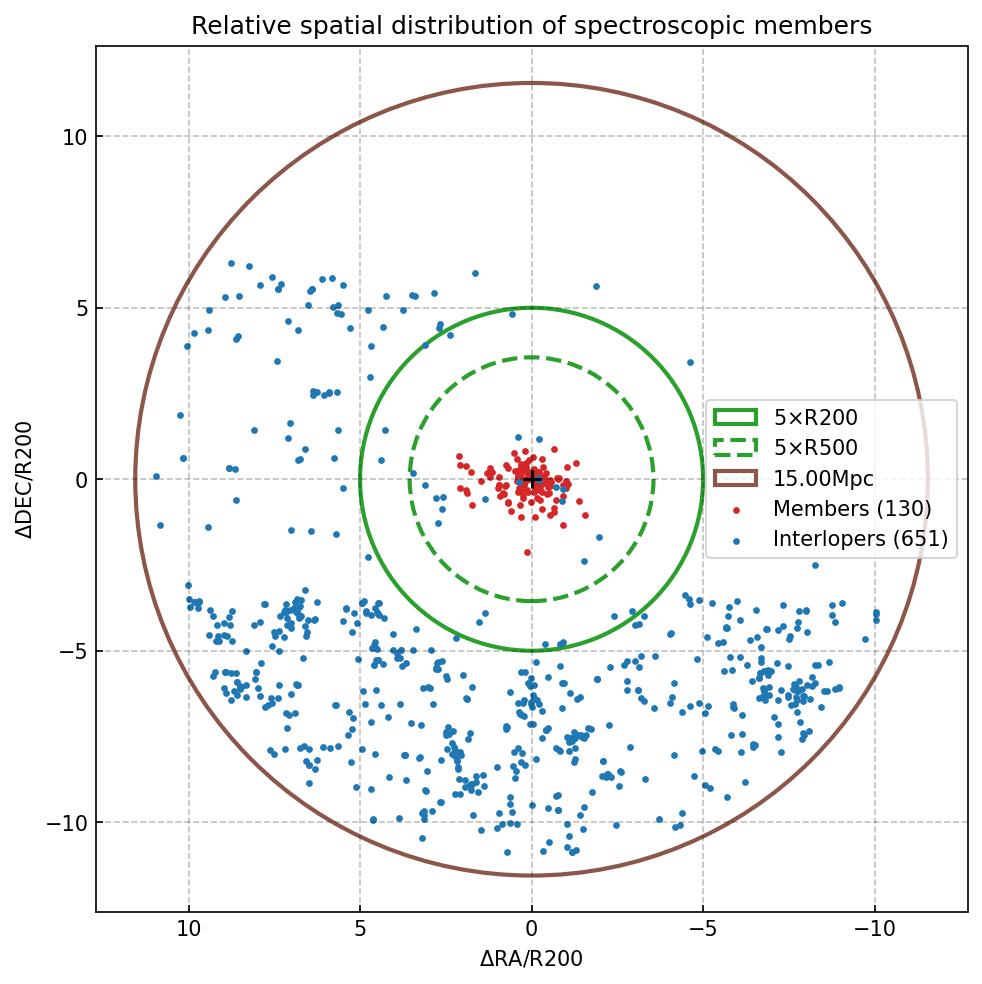 Relative spatial distribution of spectroscopic members
10
5
0
−5
−10
ΔDEC/R200
5×R200
5×R500
15.00Mpc
Members (130)
Interlopers (651)
10
5
0
−5
−10
ΔRA/R200